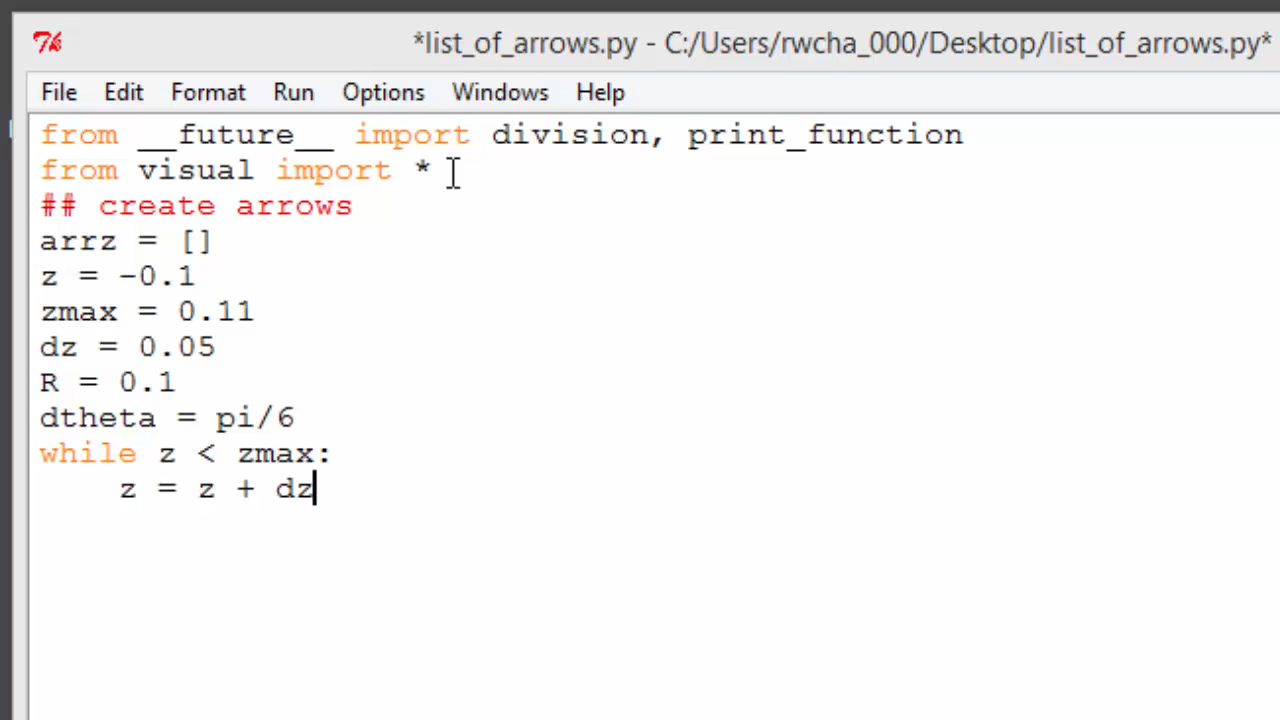 *list_of_arrows.py - C:/Users/rwcha_000/Desktop/list_of_arrows.py*
File Edit Format Run Options Windows Help
from __future__ import division, print_function
from visual import *
## create arrows
arrz = []
z = -0.1
zmax = 0.11
dz = 0.05
R = 0.1
dtheta = pi/6
while z < zmax:
    z = z + dz